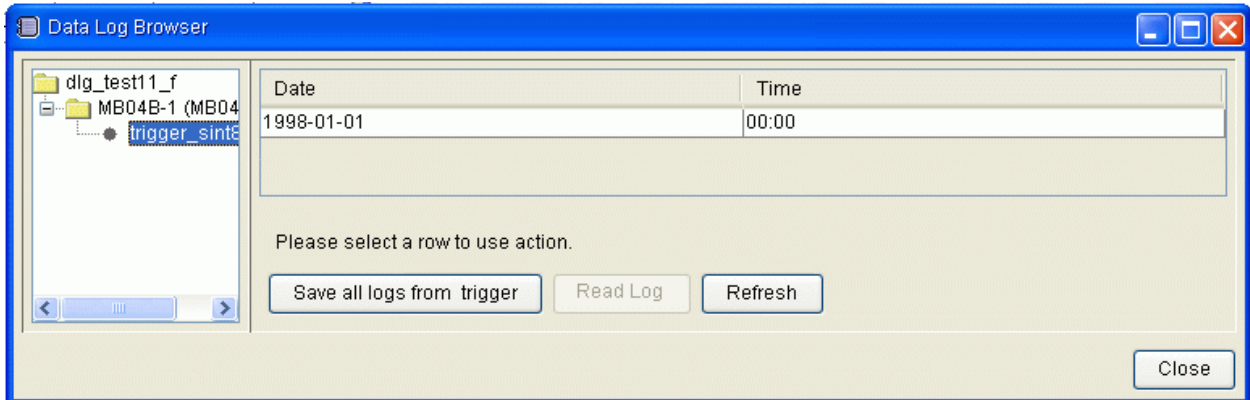 Data Log Browser
dlg_test11_f
MB04B-1 (MB04
trigger_sint8
Date Time
1998-01-01 00:00
Please select a row to use action.
Save all logs from trigger Read Log Refresh
Close